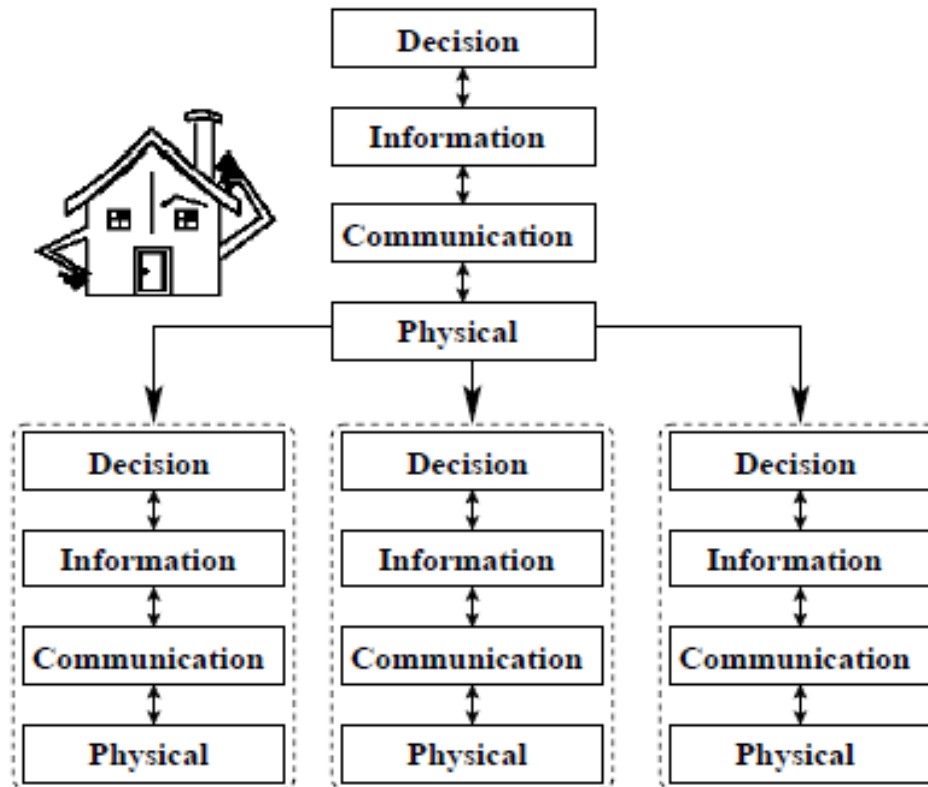 Decision
Information
Communication
Physical
Decision
Decision
Decision
Information
Information
Information
Communication
Communication
Communication
Physical
Physical
Physical